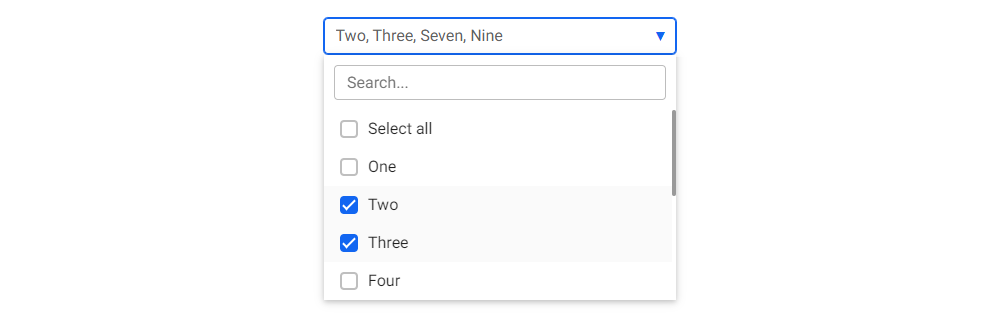 Two, Three, Seven, Nine
Search...
Select all
One
Two
Three
Four